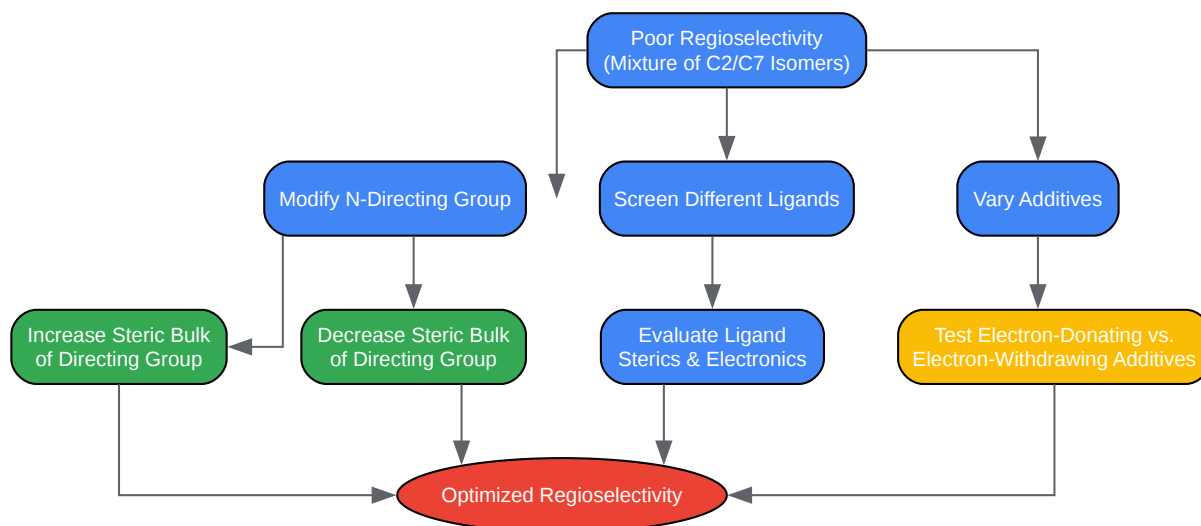 Poor Regioselectivity
(Mixture of C2/C7 Isomers)
Modify N-Directing Group
Screen Different Ligands
Vary Additives
Increase Steric Bulk
of Directing Group
Decrease Steric Bulk
of Directing Group
Evaluate Ligand
Sterics & Electronics
Test Electron-Donating vs.
Electron-Withdrawing Additives
Optimized Regioselectivity